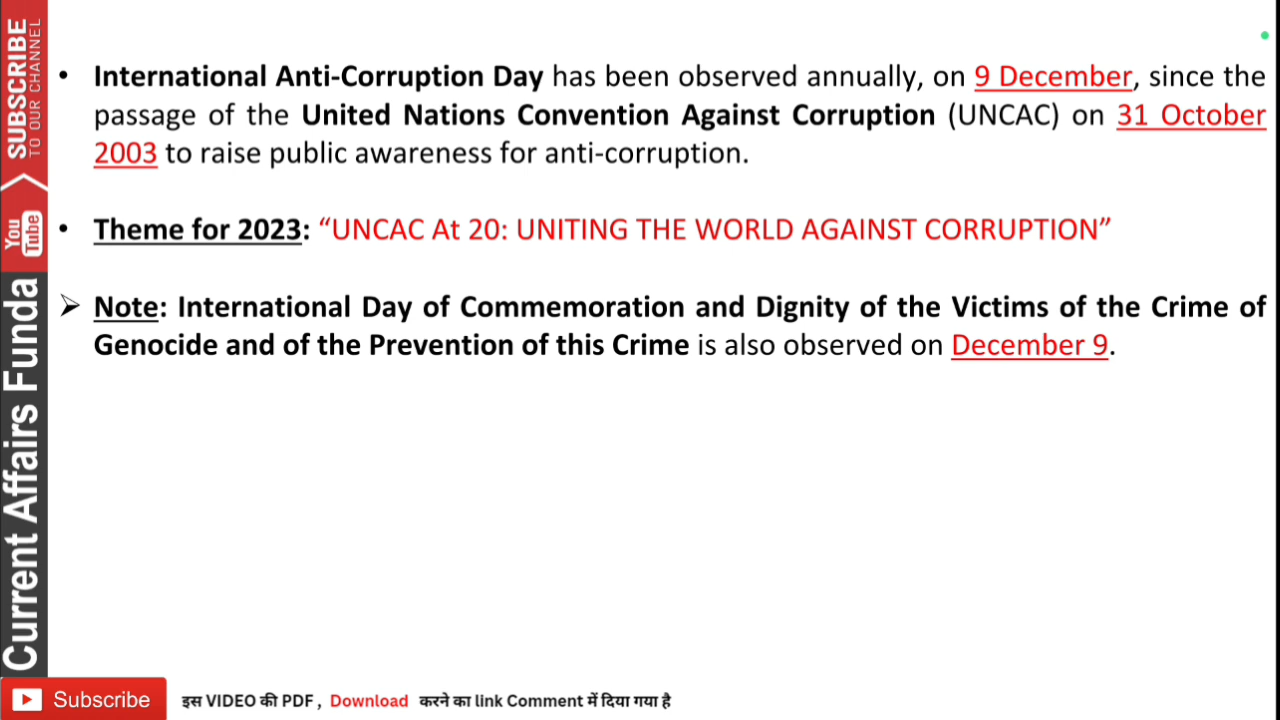 • International Anti-Corruption Day has been observed annually, on 9 December, since the
passage of the United Nations Convention Against Corruption (UNCAC) on 31 October
2003 to raise public awareness for anti-corruption.
• Theme for 2023: “UNCAC At 20: UNITING THE WORLD AGAINST CORRUPTION”
➢ Note: International Day of Commemoration and Dignity of the Victims of the Crime of
Genocide and of the Prevention of this Crime is also observed on December 9.
SUBSCRIBE
TO OUR CHANNEL
You
Tube
Current Affairs Funda
Subscribe
इस VIDEO की PDF , Download करने का link Comment में दिया गया है